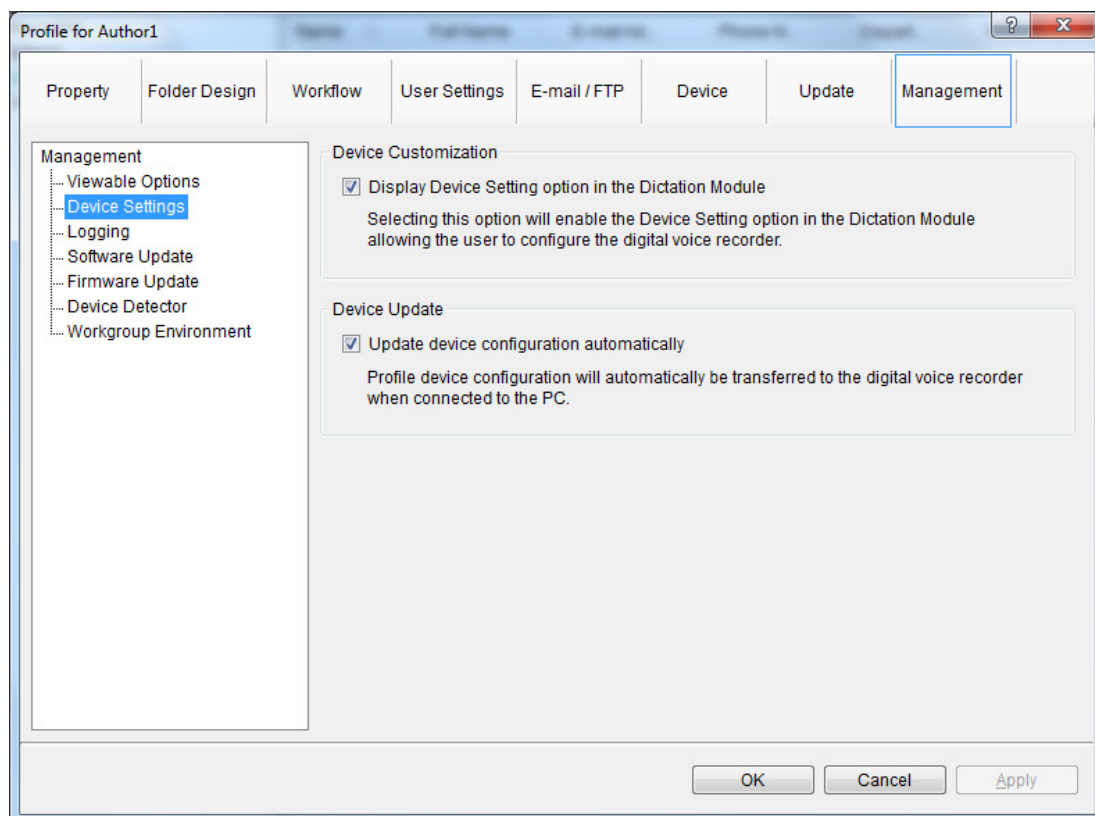 Profile for Author1
Property
Folder Design
Workflow
User Settings
E-mail / FTP
Device
Update
Management
Management
Viewable Options
Device Settings
Logging
Software Update
Firmware Update
Device Detector
Workgroup Environment
Device Customization
Display Device Setting option in the Dictation Module
Selecting this option will enable the Device Setting option in the Dictation Module
allowing the user to configure the digital voice recorder.
Device Update
Update device configuration automatically
Profile device configuration will automatically be transferred to the digital voice recorder
when connected to the PC.
OK
Cancel
Apply